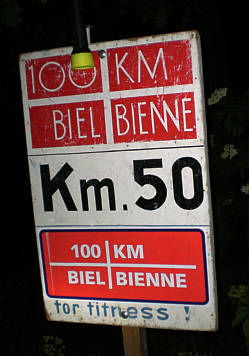 100 KM
BIEL BIENNE
Km. 50
100 KM
BIEL BIENNE
for fitness !